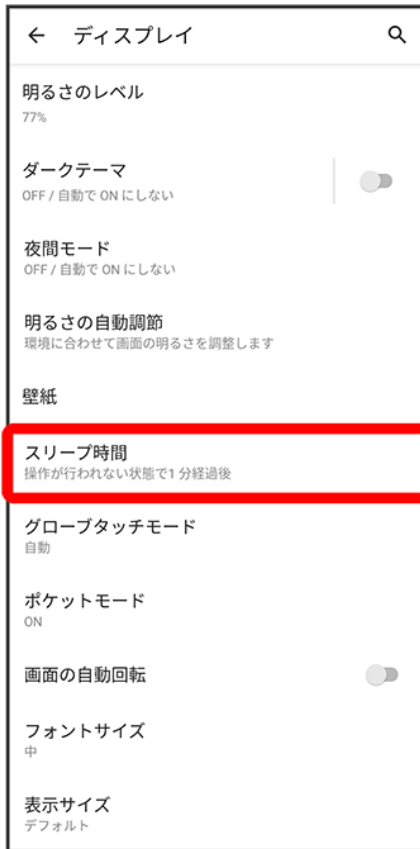 ディスプレイ
明るさのレベル
77%
ダークテーマ
OFF / 自動で ON にしない
夜間モード
OFF / 自動で ON にしない
明るさの自動調節
環境に合わせて画面の明るさを調整します
壁紙
スリープ時間
操作が行われない状態で1 分経過後
グローブタッチモード
自動
ポケットモード
ON
画面の自動回転
フォントサイズ
中
表示サイズ
デフォルト